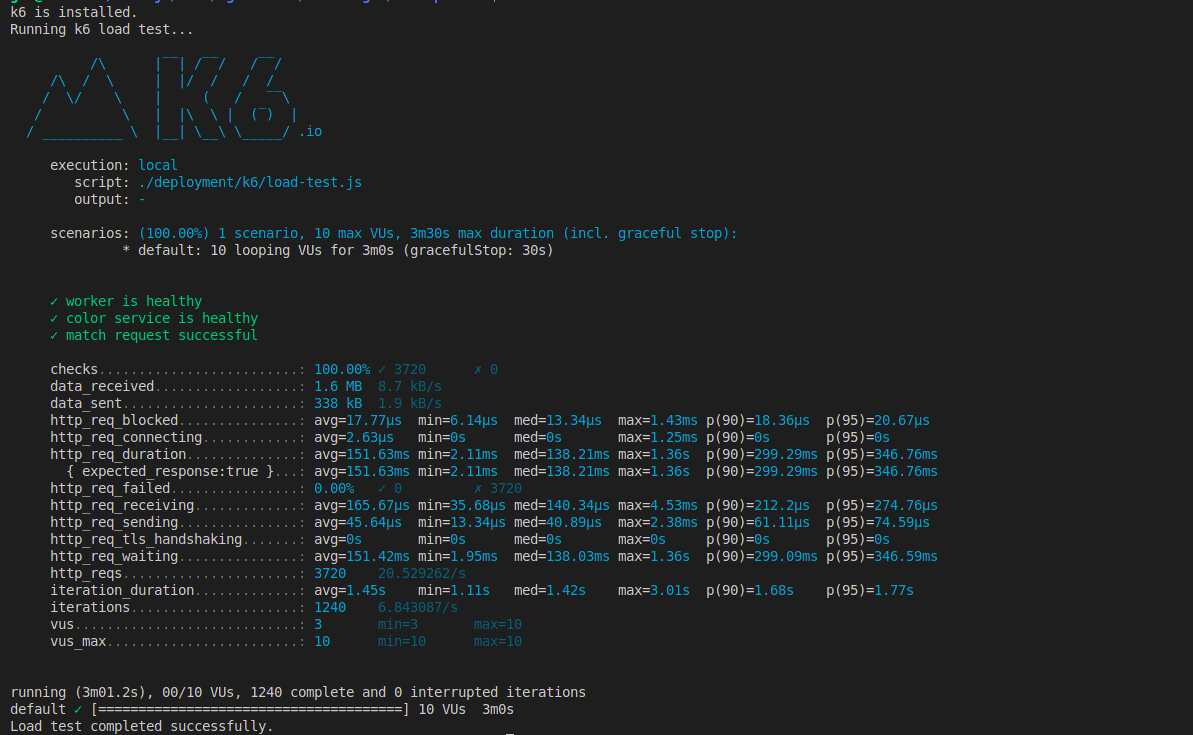 k6 is installed.
Running k6 load test...
          /\      |‾‾| /‾‾/   /‾‾/
     /\  /  \     |  |/  /   /  /
    /  \/    \    |     (   /   ‾‾\
   /          \   |  |\  \ |  (‾)  |
  / __________ \  |__| \__\ \_____/ .io
     execution: local
        script: ./deployment/k6/load-test.js
        output: -
     scenarios: (100.00%) 1 scenario, 10 max VUs, 3m30s max duration (incl. graceful stop):
              * default: 10 looping VUs for 3m0s (gracefulStop: 30s)
     ✓ worker is healthy
     ✓ color service is healthy
     ✓ match request successful
     checks.........................: 100.00% ✓ 3720      ✗ 0
     data_received..................: 1.6 MB  8.7 kB/s
     data_sent......................: 338 kB  1.9 kB/s
     http_req_blocked...............: avg=17.77µs  min=6.14µs  med=13.34µs  max=1.43ms p(90)=18.36µs  p(95)=20.67µs
     http_req_connecting............: avg=2.63µs   min=0s      med=0s       max=1.25ms p(90)=0s       p(95)=0s
     http_req_duration..............: avg=151.63ms min=2.11ms  med=138.21ms max=1.36s  p(90)=299.29ms p(95)=346.76ms
       { expected_response:true }...: avg=151.63ms min=2.11ms  med=138.21ms max=1.36s  p(90)=299.29ms p(95)=346.76ms
     http_req_failed................: 0.00%   ✓ 0         ✗ 3720
     http_req_receiving.............: avg=165.67µs min=35.68µs med=140.34µs max=4.53ms p(90)=212.2µs  p(95)=274.76µs
     http_req_sending...............: avg=45.64µs  min=13.34µs med=40.89µs  max=2.38ms p(90)=61.11µs  p(95)=74.59µs
     http_req_tls_handshaking.......: avg=0s       min=0s      med=0s       max=0s     p(90)=0s       p(95)=0s
     http_req_waiting...............: avg=151.42ms min=1.95ms  med=138.03ms max=1.36s  p(90)=299.09ms p(95)=346.59ms
     http_reqs......................: 3720    20.529262/s
     iteration_duration.............: avg=1.45s    min=1.11s   med=1.42s    max=3.01s  p(90)=1.68s    p(95)=1.77s
     iterations.....................: 1240    6.843087/s
     vus............................: 3       min=3       max=10
     vus_max........................: 10      min=10      max=10
running (3m01.2s), 00/10 VUs, 1240 complete and 0 interrupted iterations
default ✓ [======================================] 10 VUs  3m0s
Load test completed successfully.